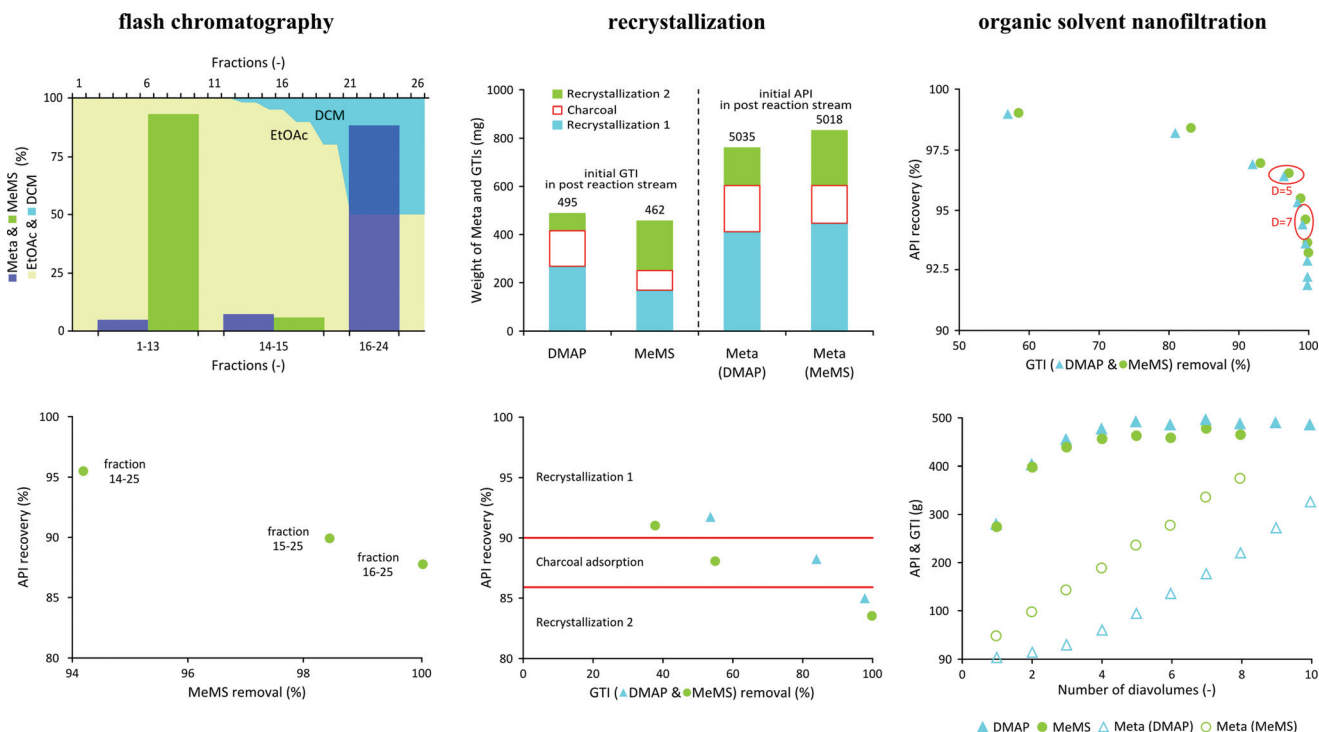 flash chromatography
recrystallization
organic solvent nanofiltration
Fractions (-)
1 6 11 16 21 26
100
75
50
25
0
Meta & MeMS (%)
EtOAc & DCM
DCM
EtOAc
1-13 14-15 16-24
Fractions (-)
Recrystallization 2
Charcoal
Recrystallization 1
initial API
in post reaction stream
5035
5018
initial GTI
in post reaction stream
495
462
1000
800
600
400
200
0
Weight of Meta and GTIs (mg)
DMAP MeMS Meta Meta
(DMAP) (MeMS)
100
97.5
95
92.5
90
API recovery (%)
D=5
D=7
50 60 70 80 90 100
GTI (DMAP & MeMS) removal (%)
100
95
90
85
80
API recovery (%)
fraction
14-25
fraction
15-25
fraction
16-25
94 96 98 100
MeMS removal (%)
100
95
90
85
80
API recovery (%)
Recrystallization 1
Charcoal adsorption
Recrystallization 2
0 20 40 60 80 100
GTI (DMAP & MeMS) removal (%)
500
400
300
200
100
90
API & GTI (g)
0 2 4 6 8 10
Number of diavolumes (-)
DMAP MeMS Meta (DMAP) Meta (MeMS)